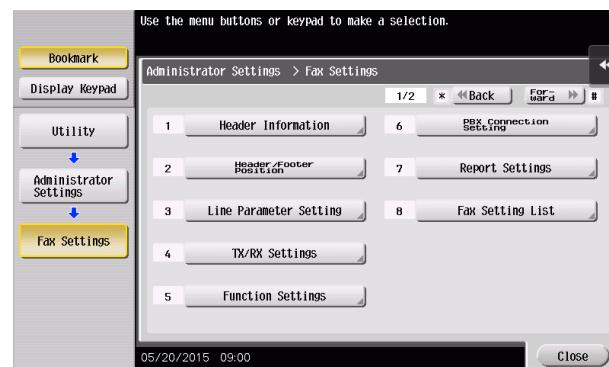 Use the menu buttons or keypad to make a selection.
Bookmark
Display Keypad
Utility
Administrator
Settings
Fax Settings
Administrator Settings > Fax Settings
1/2 * Back For-
ward #
1 Header Information
2 Header/Footer
Position
3 Line Parameter Setting
4 TX/RX Settings
5 Function Settings
6 PBX Connection
Setting
7 Report Settings
8 Fax Setting List
05/20/2015 09:00
Close